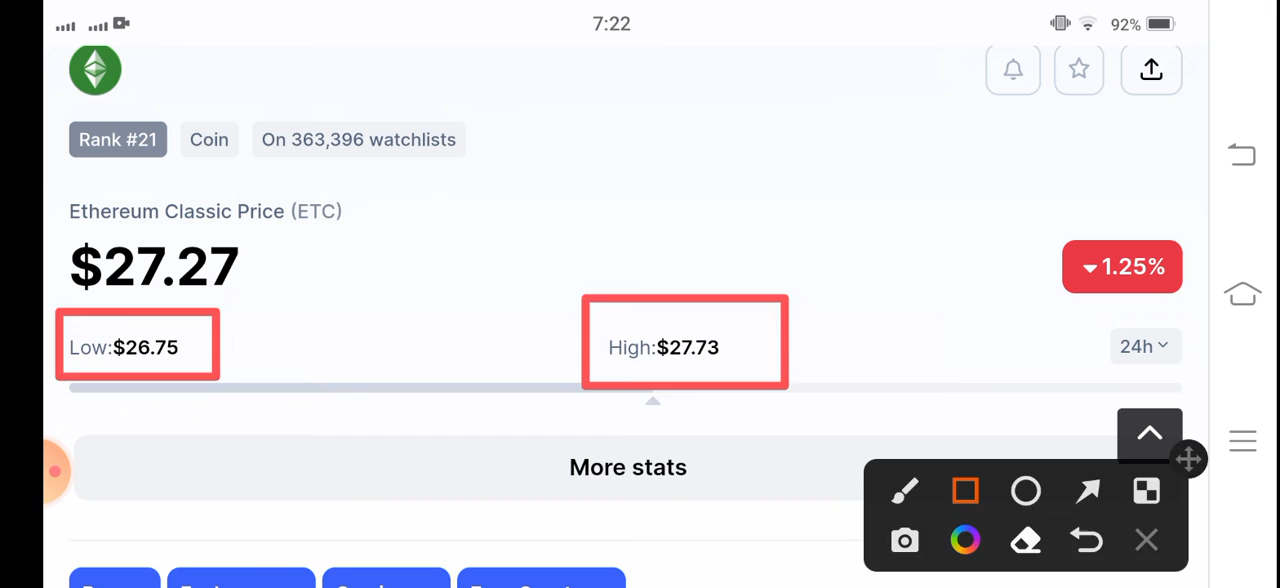 7:22
92%
Rank #21 Coin On 363,396 watchlists
Ethereum Classic Price (ETC)
$27.27
1.25%
Low:$26.75 High:$27.73 24h
More stats